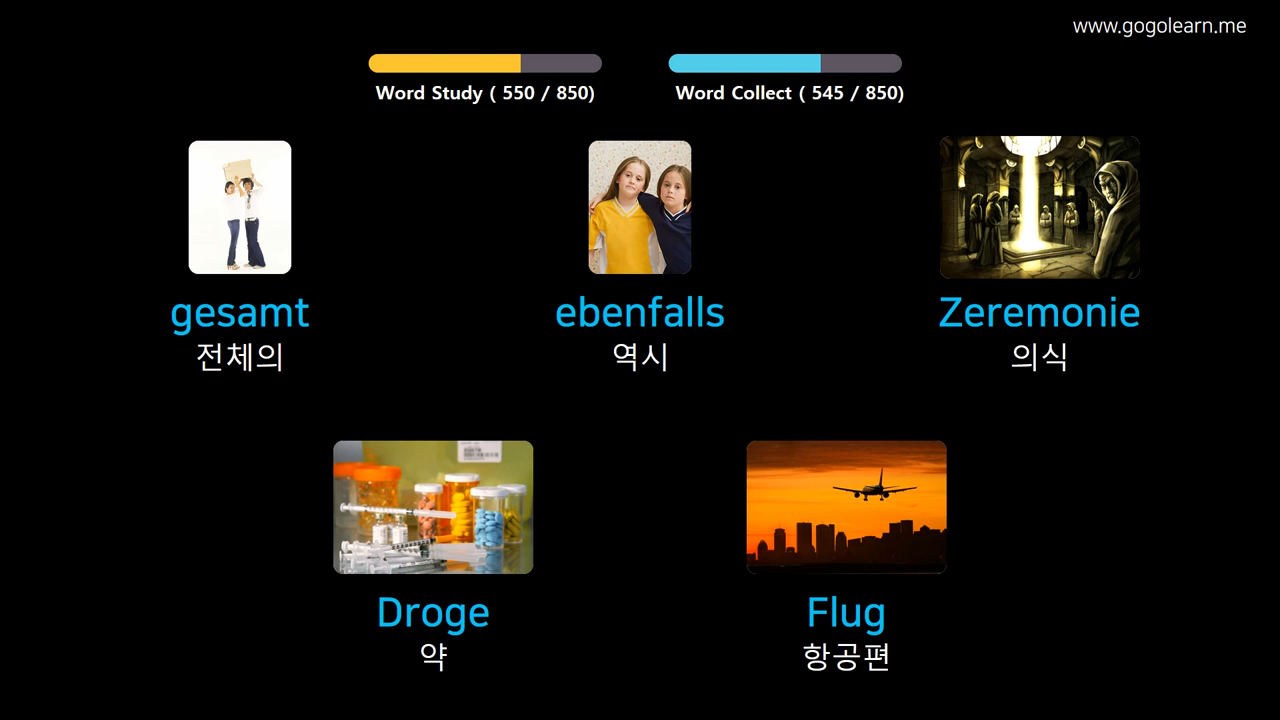 www.gogolearn.me
Word Study ( 550 / 850)
Word Collect ( 545 / 850)
gesamt
전체의
ebenfalls
역시
Zeremonie
의식
Droge
약
Flug
항공편